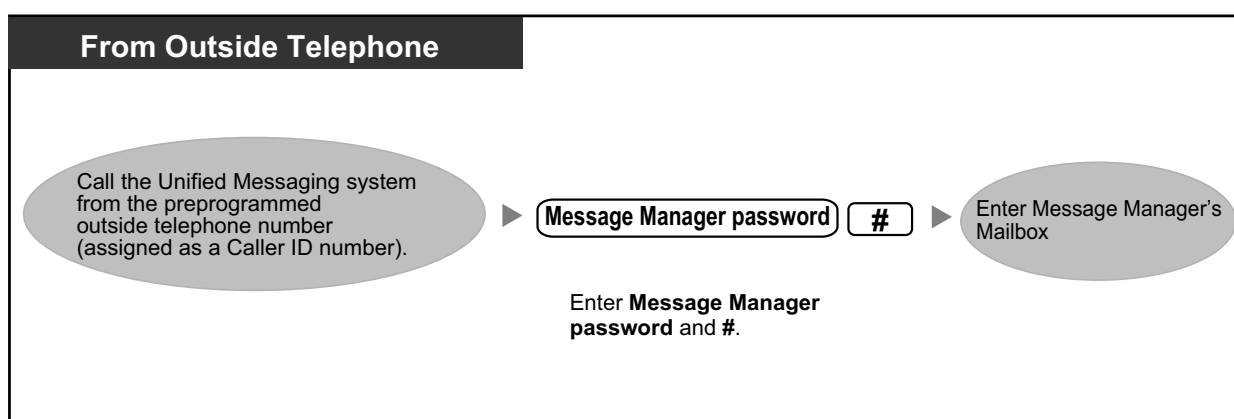 From Outside Telephone
Call the Unified Messaging system
from the preprogrammed
outside telephone number
(assigned as a Caller ID number).
Message Manager password #
Enter Message Manager
password and #.
Enter Message Manager’s
Mailbox